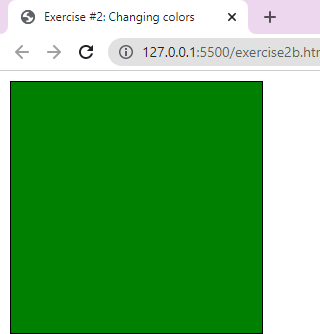 Exercise #2: Changing colors
127.0.0.1:5500/exercise2b.htm